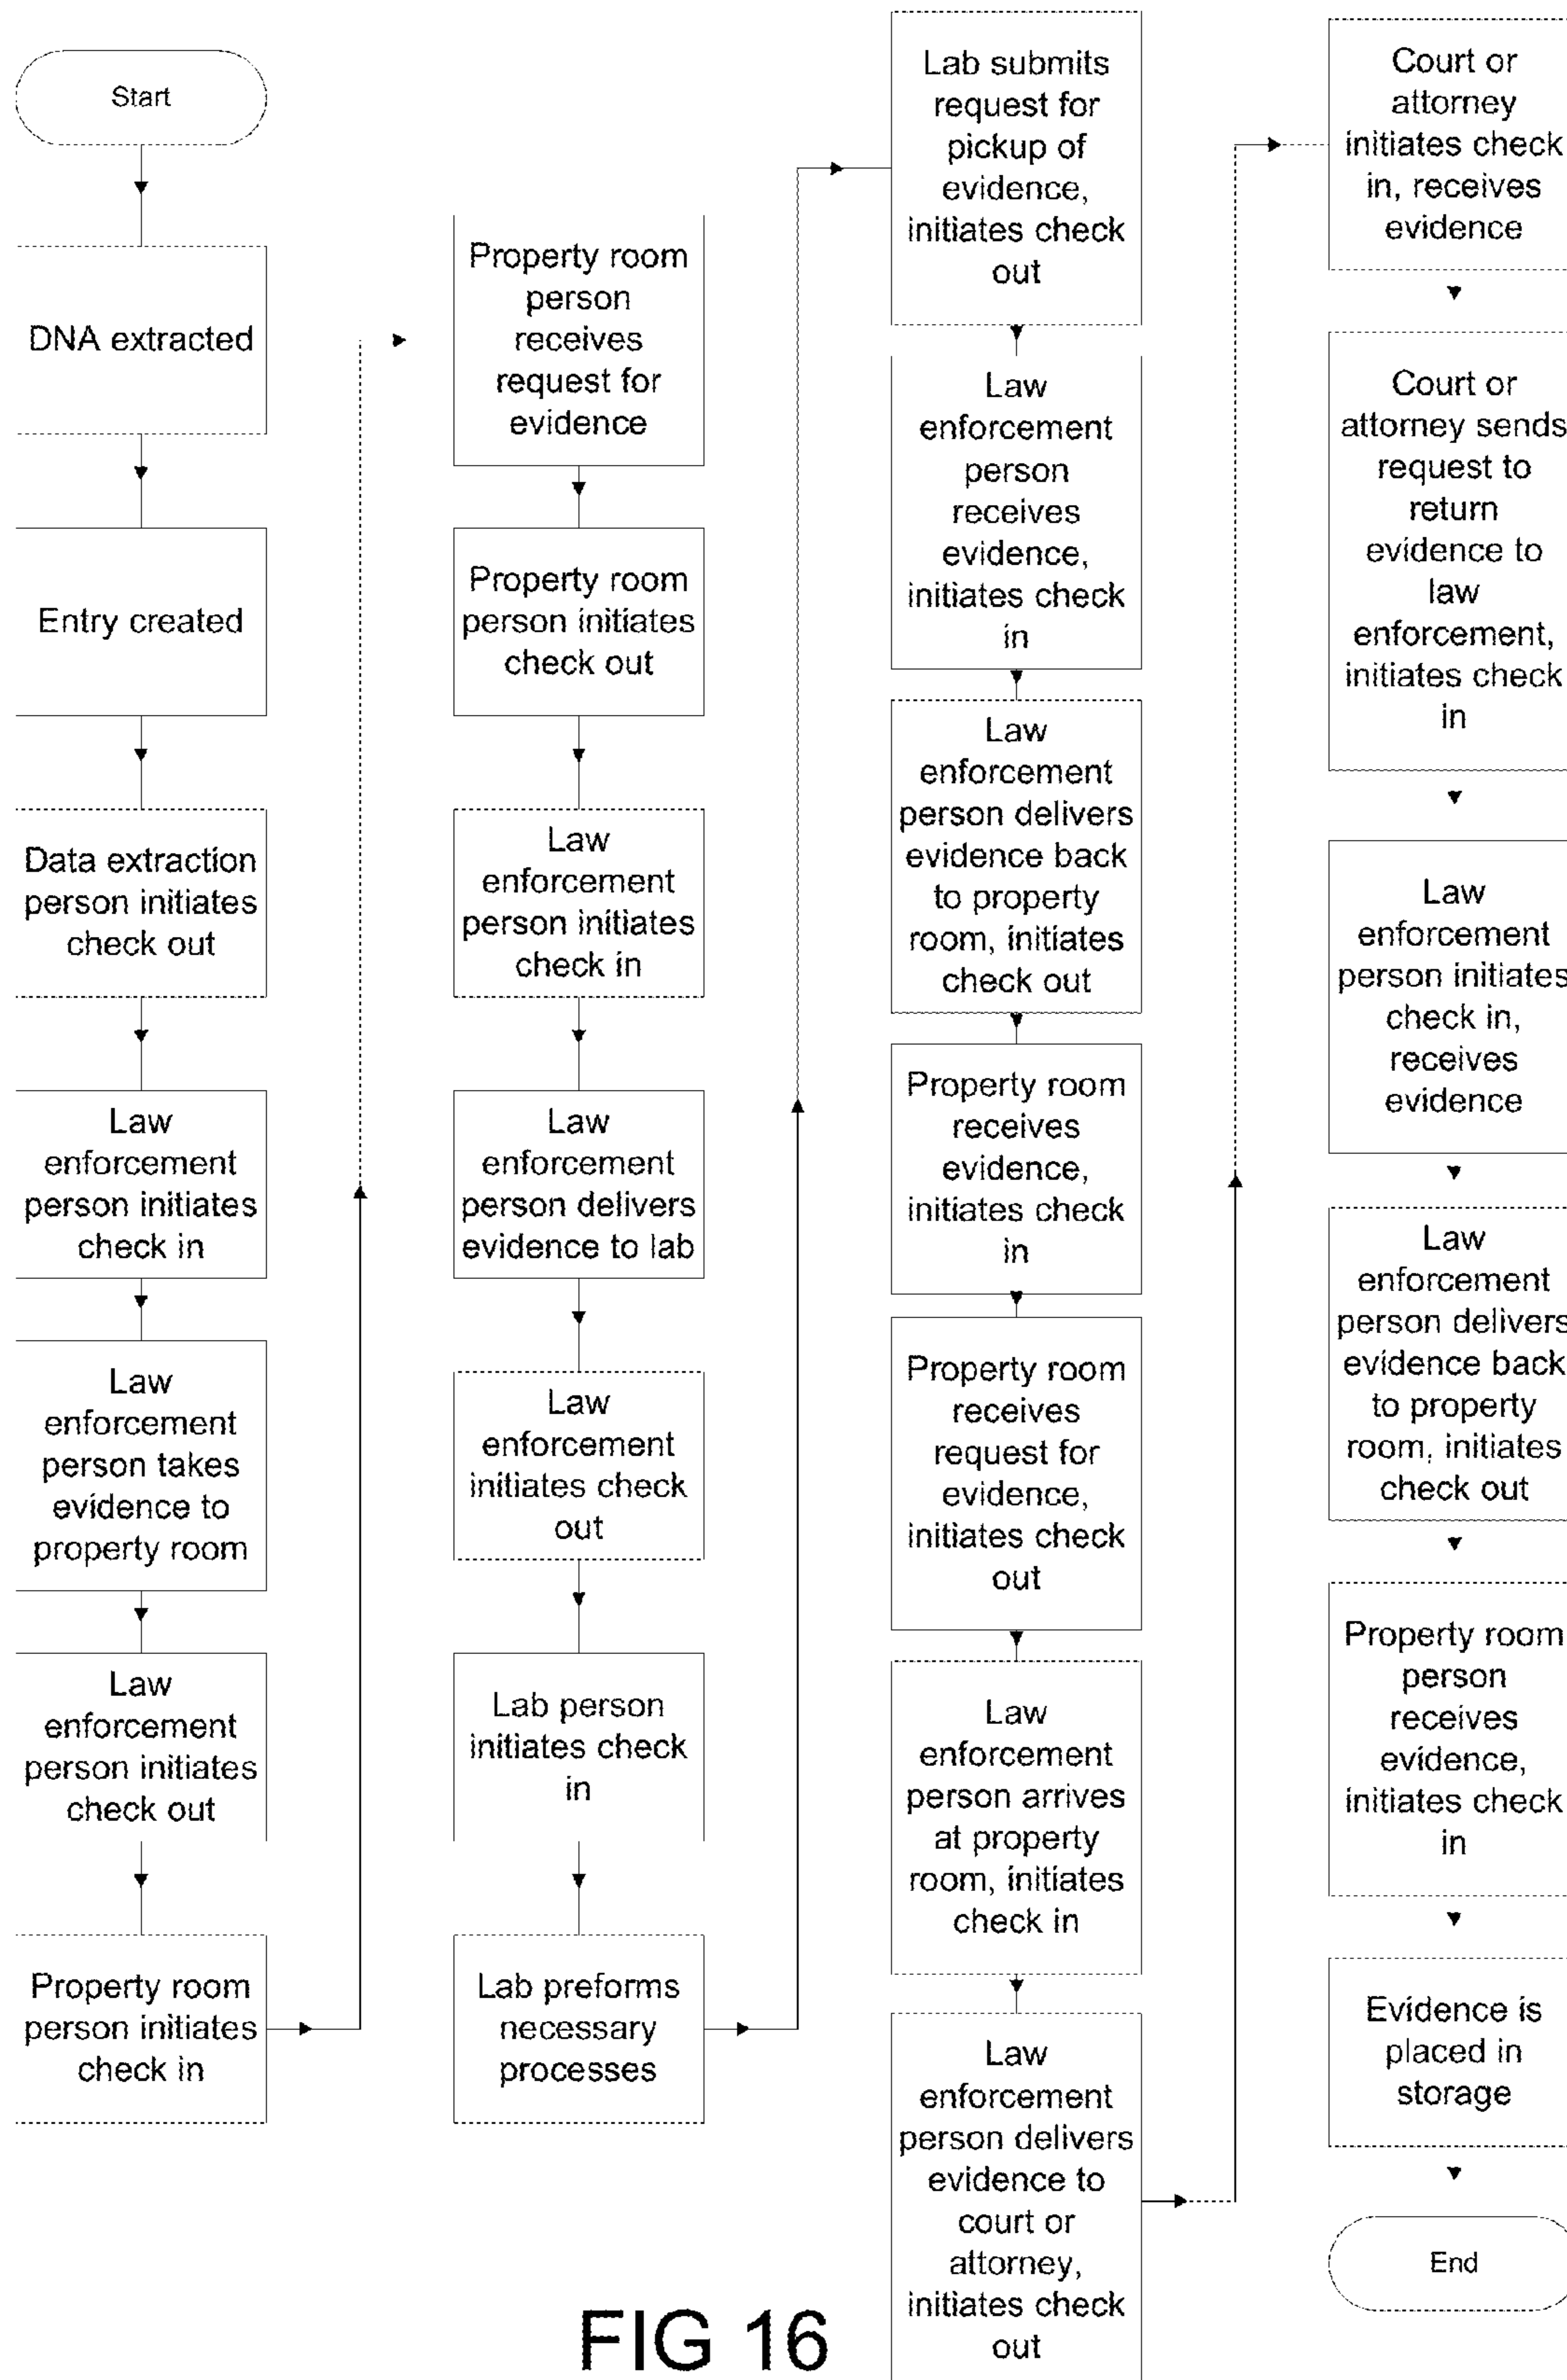 Start
DNA extracted
Entry created
Data extraction
person initiates
check out
Law
enforcement
person initiates
check in
Law
enforcement
person takes
evidence to
property room
Law
enforcement
person initiates
check out
Property room
person initiates
check in
Property room
person
receives
request for
evidence
Property room
person initiates
check out
Law
enforcement
person initiates
check in
Law
enforcement
person delivers
evidence to lab
Law
enforcement
initiates check
out
Lab person
initiates check
in
Lab preforms
necessary
processes
Lab submits
request for
pickup of
evidence,
initiates check
out
Law
enforcement
person
receives
evidence,
initiates check
in
Law
enforcement
person delivers
evidence back
to property
room, initiates
check out
Property room
receives
evidence,
initiates check
in
Property room
receives
request for
evidence,
initiates check
out
Law
enforcement
person arrives
at property
room, initiates
check in
Law
enforcement
person delivers
evidence to
court or
attorney,
initiates check
out
Court or
attorney
initiates check
in, receives
evidence
Court or
attorney sends
request to
return
evidence to
law
enforcement,
initiates check
in
Law
enforcement
person initiates
check in,
receives
evidence
Law
enforcement
person delivers
evidence back
to property
room, initiates
check out
Property room
person
receives
evidence,
initiates check
in
Evidence is
placed in
storage
End
FIG 16